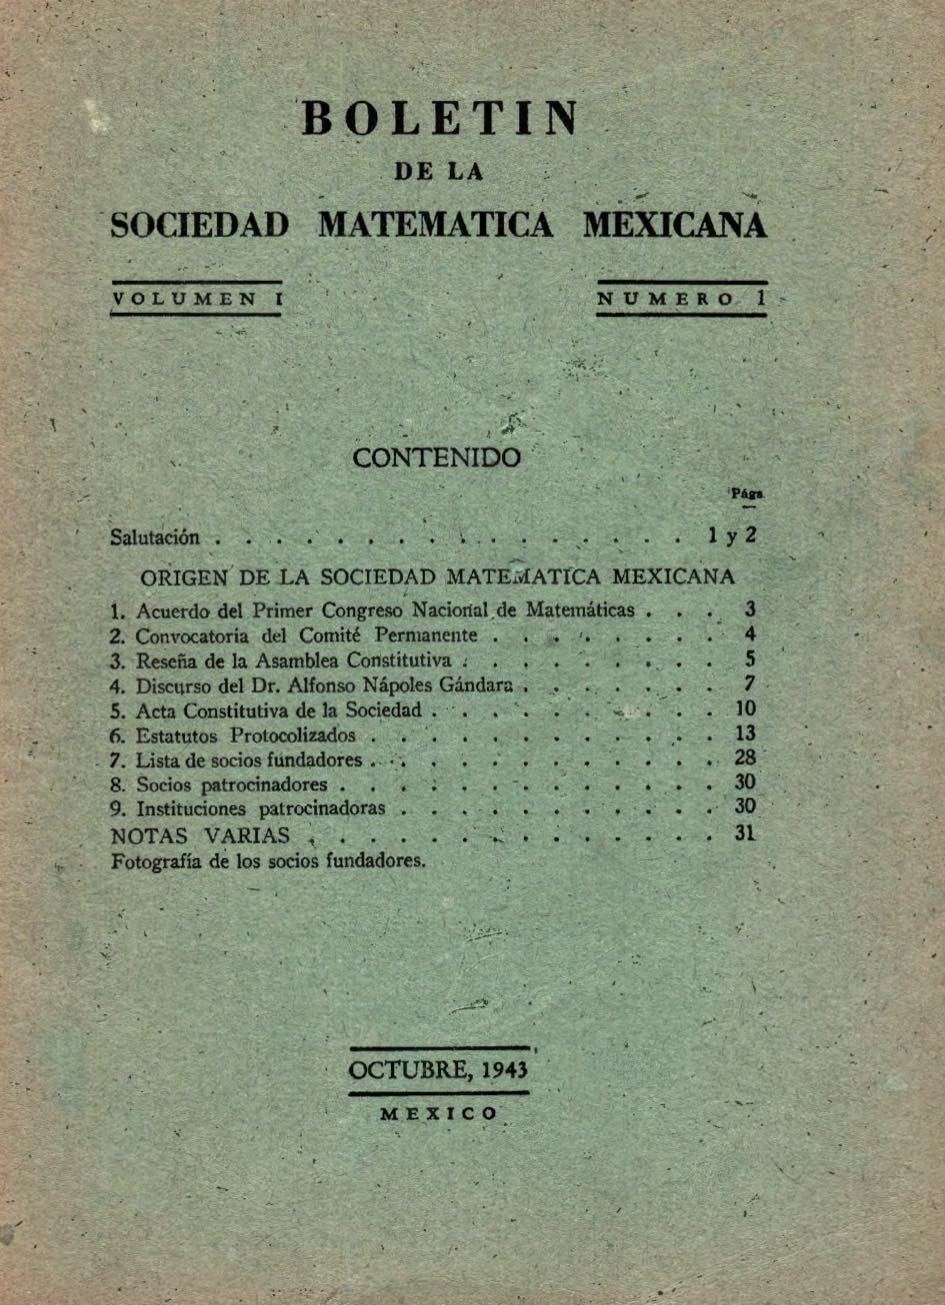 BOLETIN
DE LA
SOCIEDAD MATEMATICA MEXICANA
VOLUMEN I NUMERO 1
CONTENIDO
Págs
Salutación . . . . . . . . . . . . . . . . 1 y 2
ORIGEN DE LA SOCIEDAD MATEMATICA MEXICANA
1. Acuerdo del Primer Congreso Nacional de Matemáticas . . . 3
2. Convocatoria del Comité Permanente . . . . . . . . 4
3. Reseña de la Asamblea Constitutiva . . . . . . . . . 5
4. Discurso del Dr. Alfonso Nápoles Gándara . . . . . . . 7
5. Acta Constitutiva de la Sociedad . . . . . . . . . . 10
6. Estatutos Protocolizados . . . . . . . . . . . . 13
7. Lista de socios fundadores . . . . . . . . . . . . 28
8. Socios patrocinadores . . . . . . . . . . . . . 30
9. Instituciones patrocinadoras . . . . . . . . . . . 30
NOTAS VARIAS . . . . . . . . . . . . . . 31
Fotografía de los socios fundadores.
OCTUBRE, 1943
MEXICO